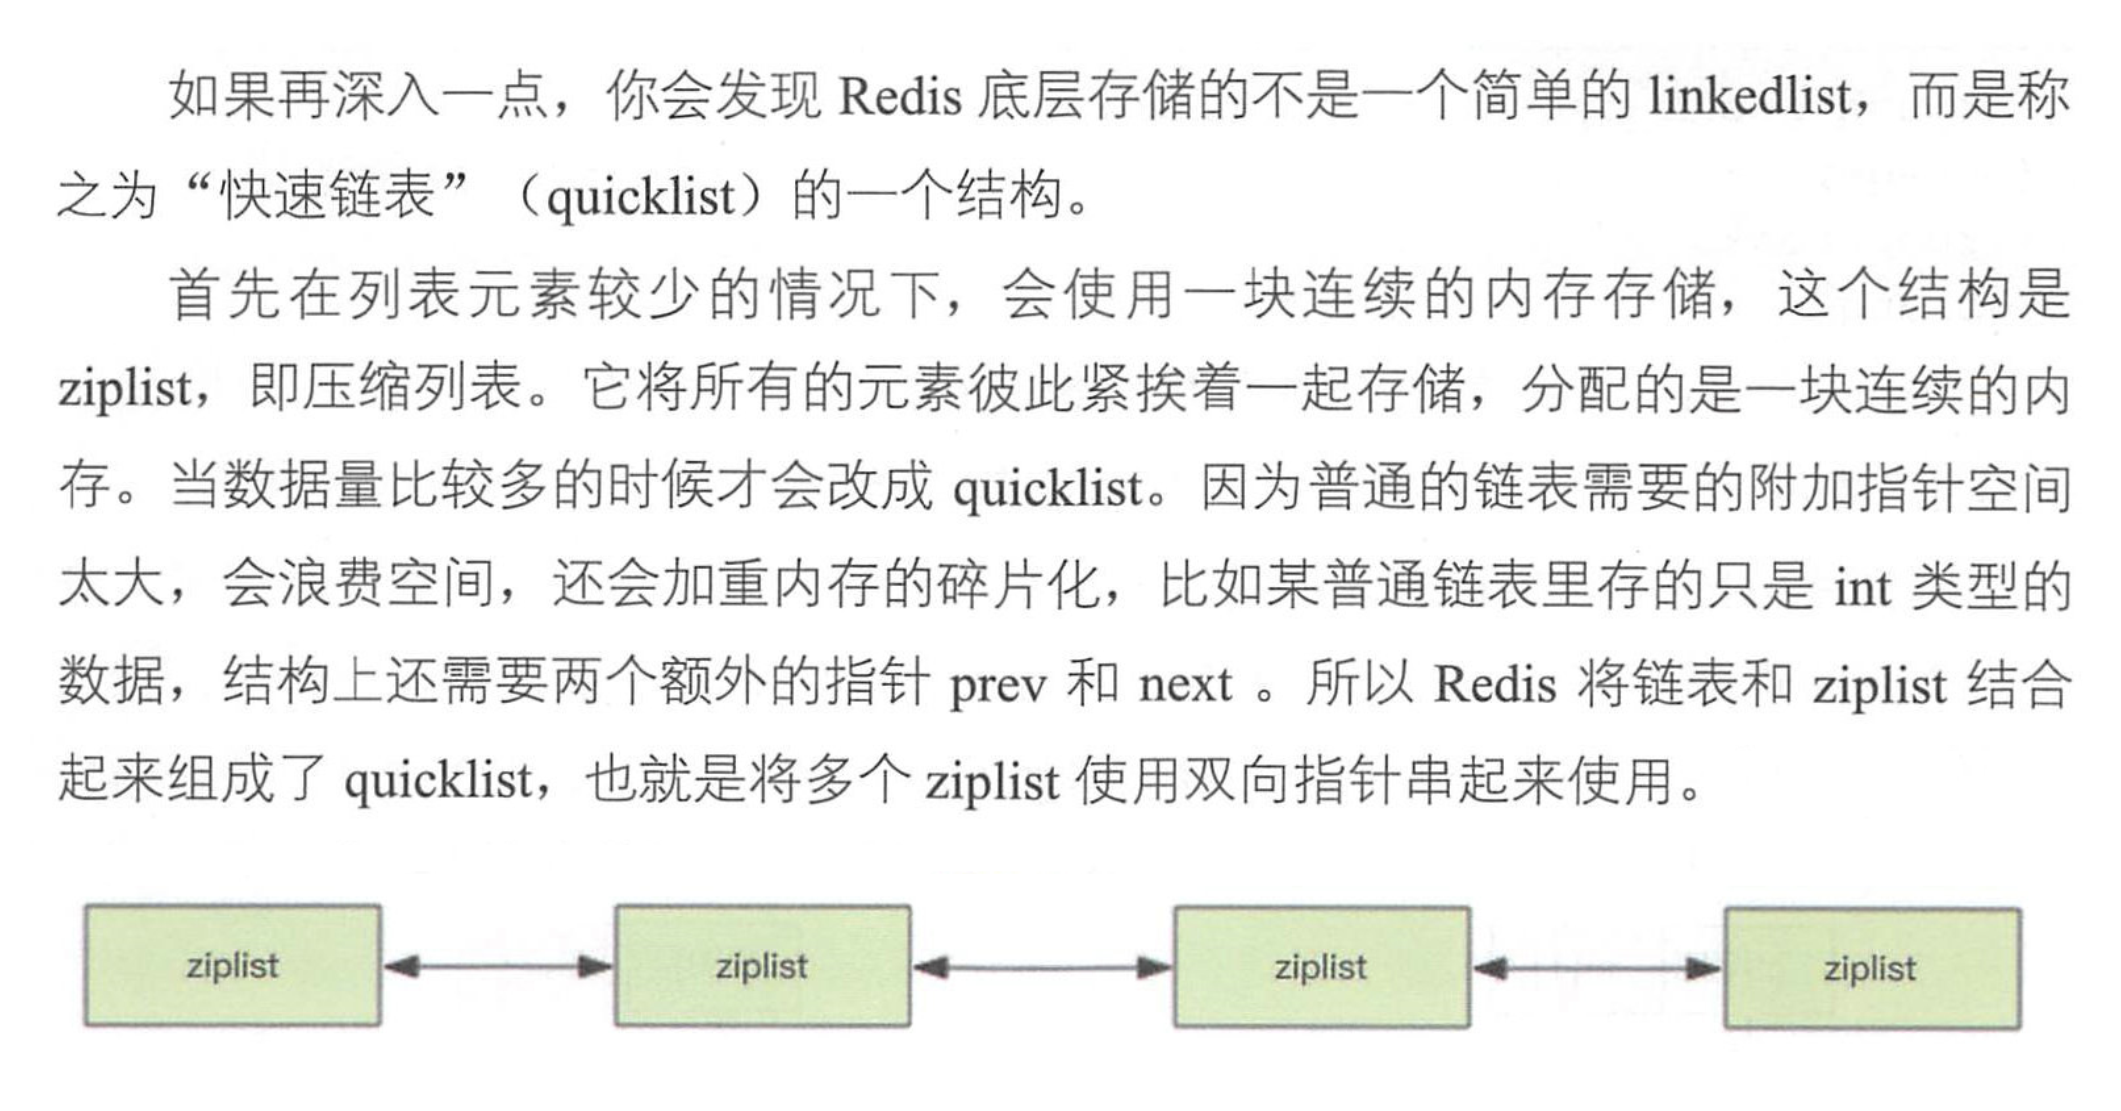 如果再深入一点，你会发现 Redis 底层存储的不是一个简单的 linkedlist，而是称
之为“快速链表”（quicklist）的一个结构。
首先在列表元素较少的情况下，会使用一块连续的内存存储，这个结构是
ziplist，即压缩列表。它将所有的元素彼此紧挨着一起存储，分配的是一块连续的内
存。当数据量比较多的时候才会改成 quicklist。因为普通的链表需要的附加指针空间
太大，会浪费空间，还会加重内存的碎片化，比如某普通链表里存的只是 int 类型的
数据，结构上还需要两个额外的指针 prev 和 next 。所以 Redis 将链表和 ziplist 结合
起来组成了 quicklist，也就是将多个 ziplist 使用双向指针串起来使用。
ziplist ziplist ziplist ziplist